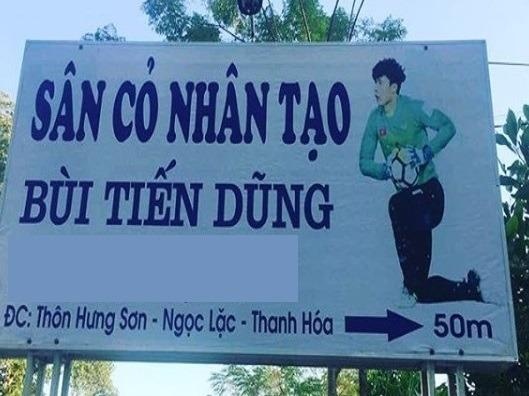 SÂN CỎ NHÂN TẠO
BÙI TIẾN DŨNG
ĐC: Thôn Hưng Sơn - Ngọc Lặc - Thanh Hóa → 50m